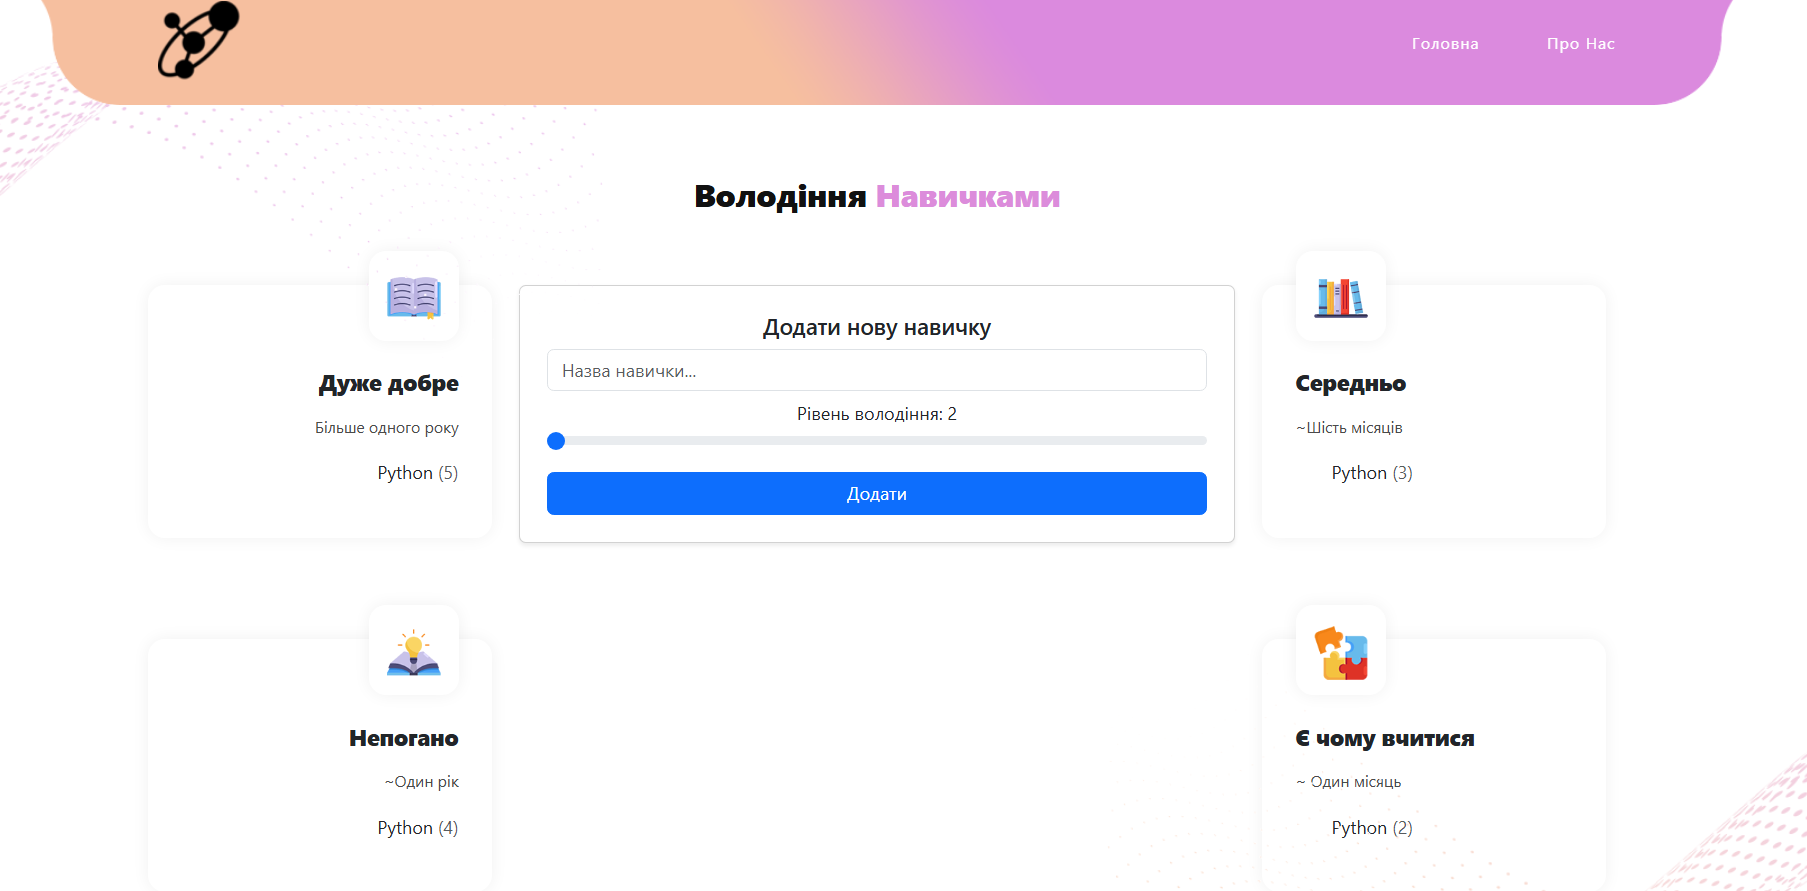 Головна
Про Нас
Володіння Навичками
Дуже добре
Більше одного року
Python (5)
Додати нову навичку
Назва навички...
Рівень володіння: 2
Додати
Середньо
~Шість місяців
Python (3)
Непогано
~Один рік
Python (4)
Є чому вчитися
~ Один місяць
Python (2)